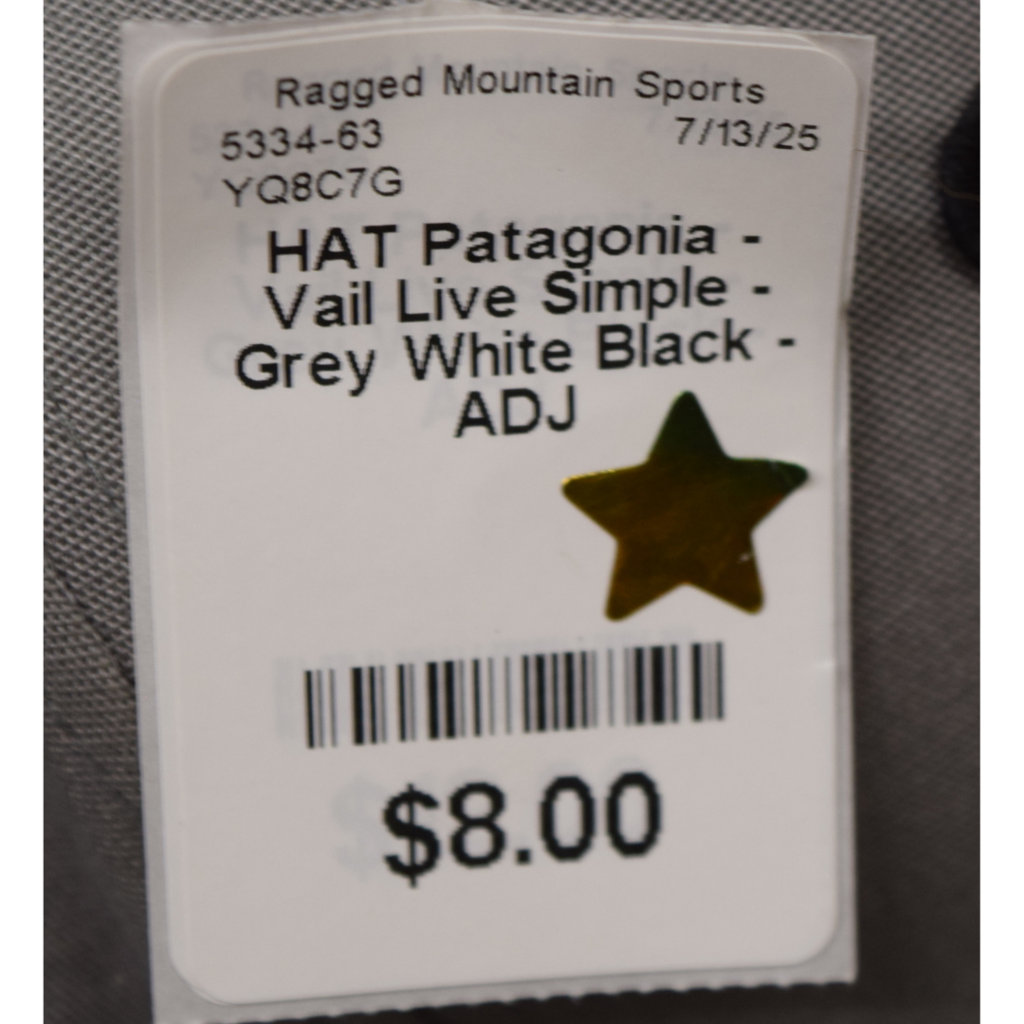 Ragged Mountain Sports
5334-63 7/13/25
YQ8C7G
HAT Patagonia -
Vail Live Simple -
Grey White Black -
ADJ
$8.00